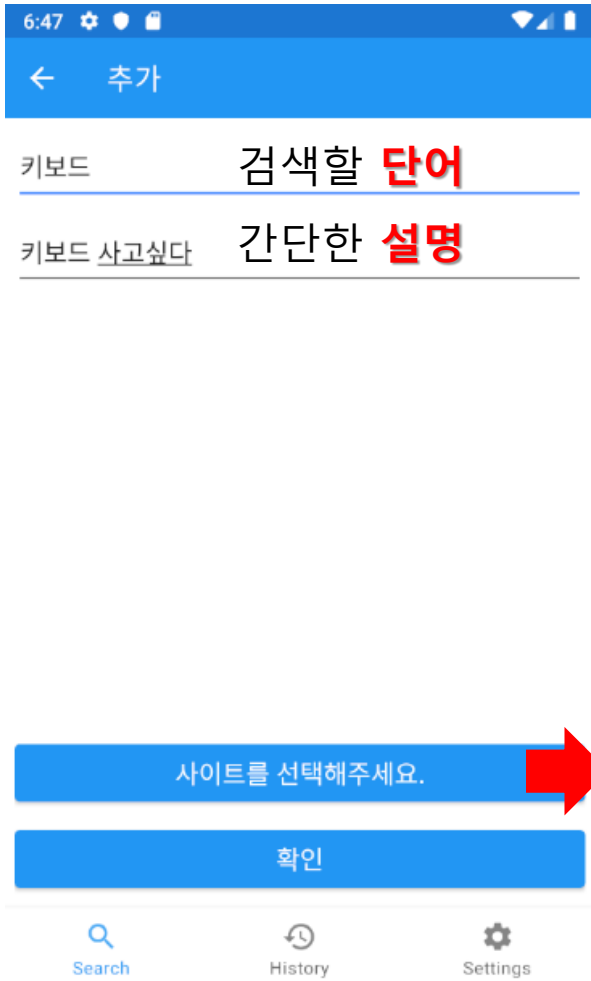 6:47
추가
키보드 검색할 단어
키보드 사고싶다 간단한 설명
사이트를 선택해주세요.
확인
Search History Settings